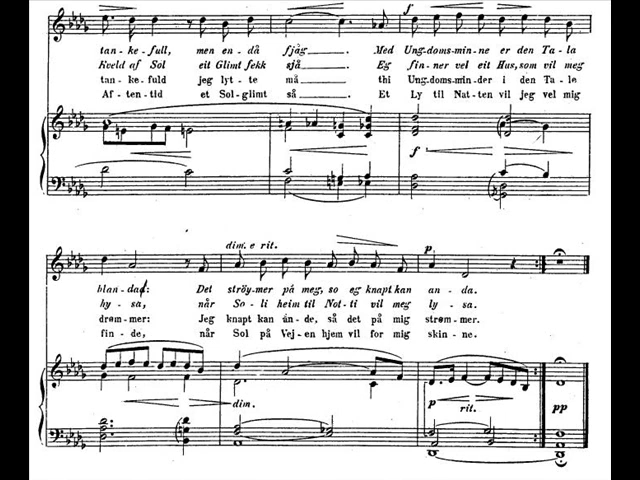 f
tan - ke - full, men en - då fjåg. Med Ung-doms-min-ne er den Ta - la
Kveld af Sol eit Glimt fekk sjå. Eg fin-ner vel eit Hus, som vil meg
tan - ke - fuld jeg lyt - te må thi Ung-doms-min-der i den Ta - le
Af - ten - tid et Sol - glimt så. Et Ly til Nat-ten vil jeg vel mig
f
dim. e rit. p
blan-dad: Det ströy-mer på meg, so eg knapt kan an - da.
hy - sa, når So - li heim til Not - ti vil meg ly - sa.
drøm-mer: Jeg knapt kan ån-de, så det på mig strøm-mer.
fin - de, når Sol på Vej-en hjem vil for mig skin - ne.
dim. p rit. pp